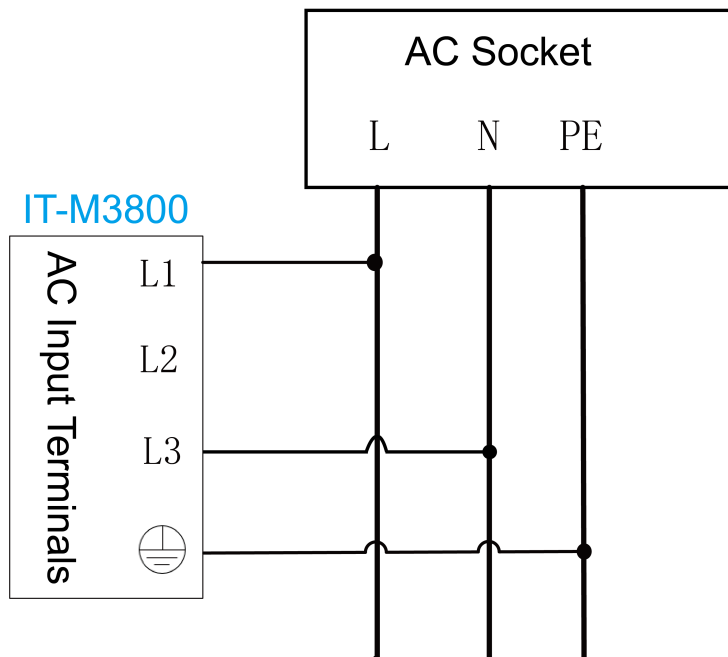 AC Socket
L N PE
IT-M3800
AC Input Terminals
L1
L2
L3